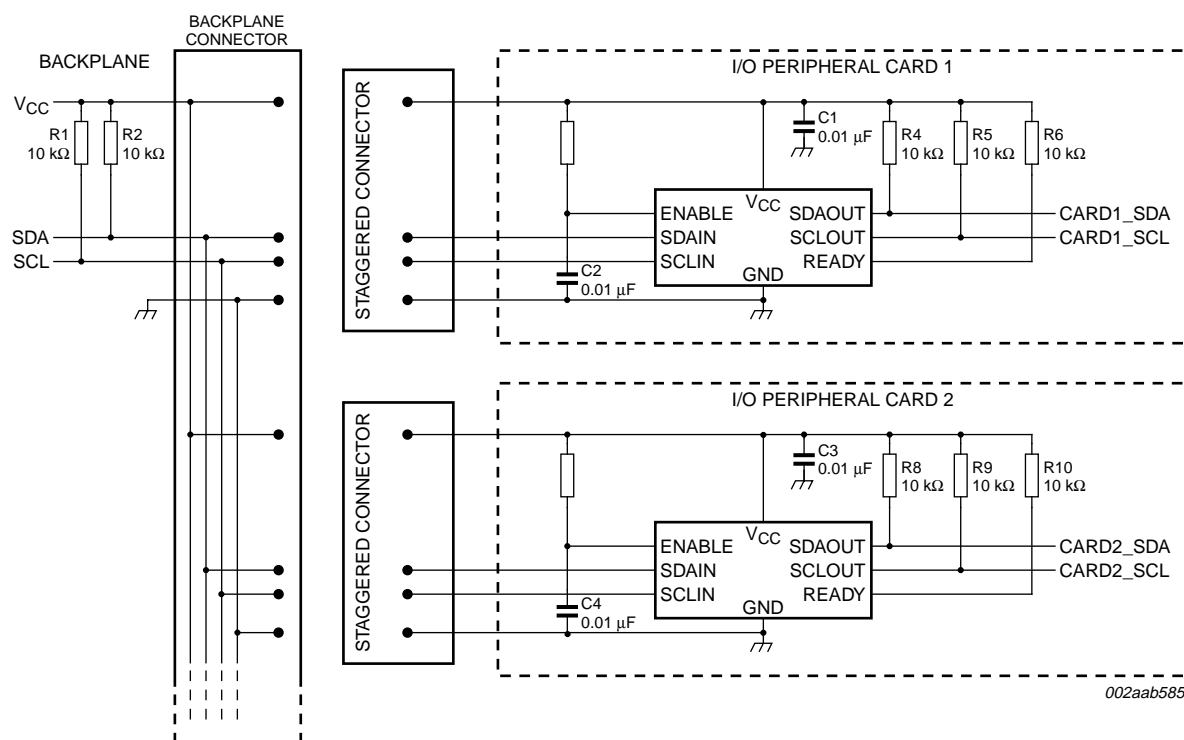 BACKPLANE
CONNECTOR
BACKPLANE
VCC
R1
10 kΩ
R2
10 kΩ
SDA
SCL
STAGGERED CONNECTOR
I/O PERIPHERAL CARD 1
C1
0.01 μF
R4
10 kΩ
R5
10 kΩ
R6
10 kΩ
VCC
ENABLE
SDAIN
SCLIN
SDAOUT
SCLOUT
READY
GND
CARD1_SDA
CARD1_SCL
C2
0.01 μF
STAGGERED CONNECTOR
I/O PERIPHERAL CARD 2
C3
0.01 μF
R8
10 kΩ
R9
10 kΩ
R10
10 kΩ
VCC
ENABLE
SDAIN
SCLIN
SDAOUT
SCLOUT
READY
GND
CARD2_SDA
CARD2_SCL
C4
0.01 μF
002aab585